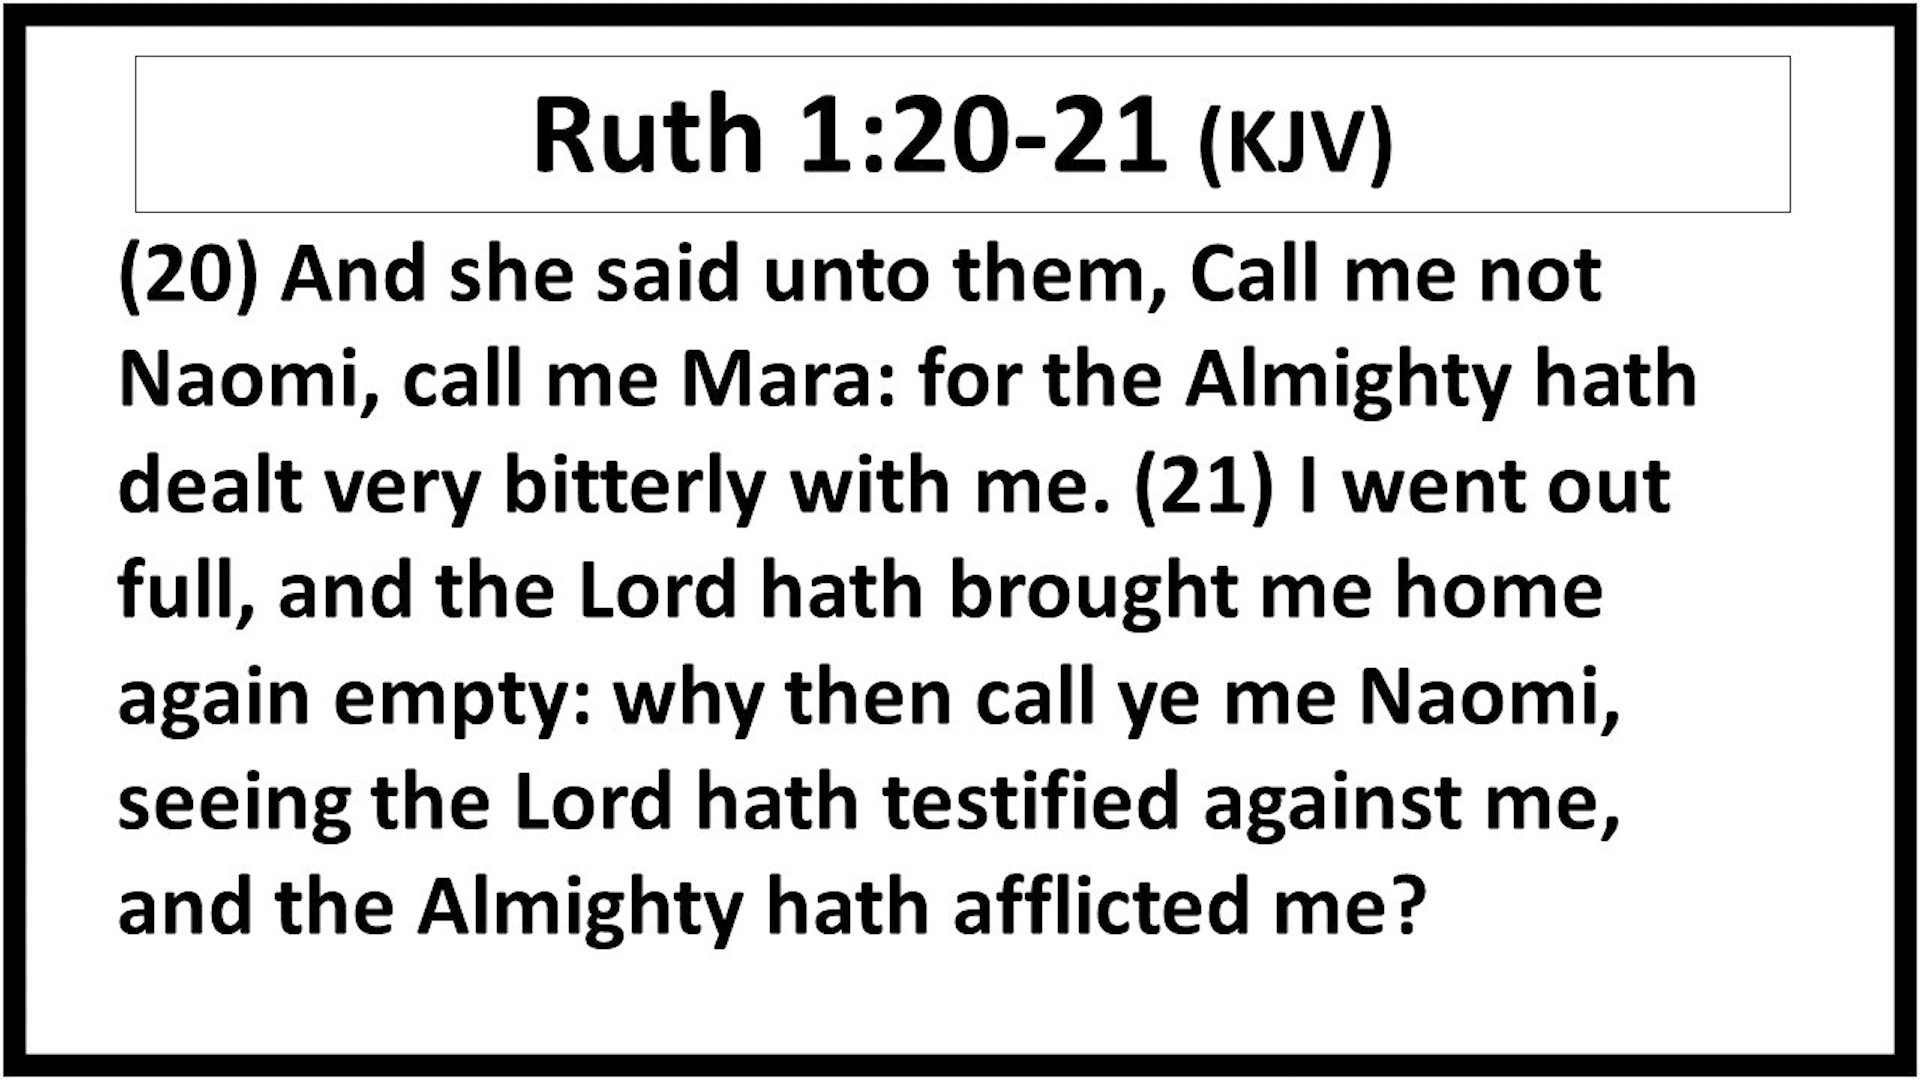 Ruth 1:20-21 (KJV)
(20) And she said unto them, Call me not
Naomi, call me Mara: for the Almighty hath
dealt very bitterly with me. (21) I went out
full, and the Lord hath brought me home
again empty: why then call ye me Naomi,
seeing the Lord hath testified against me,
and the Almighty hath afflicted me?